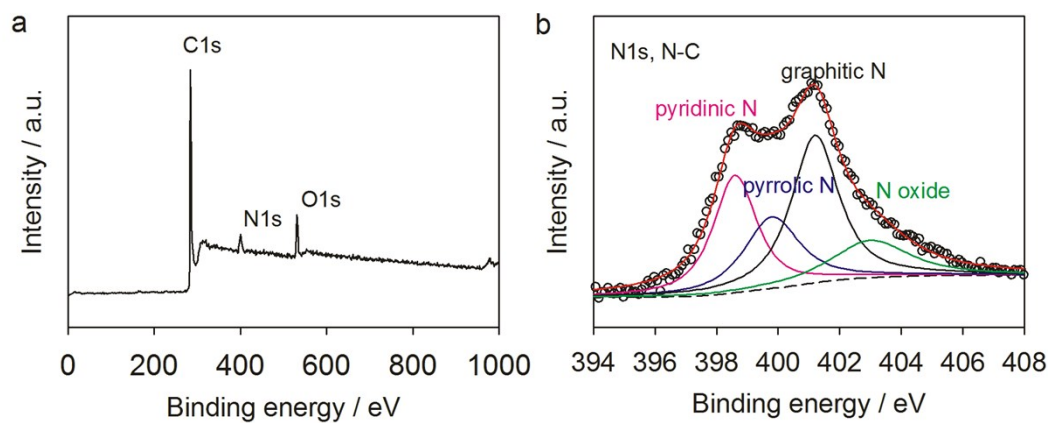 a
C1s
N1s
O1s
Intensity / a.u.
0 200 400 600 800 1000
Binding energy / eV
b
N1s, N-C
graphitic N
pyridinic N
pyrrolic N
N oxide
Intensity / a.u.
394 396 398 400 402 404 406 408
Binding energy / eV